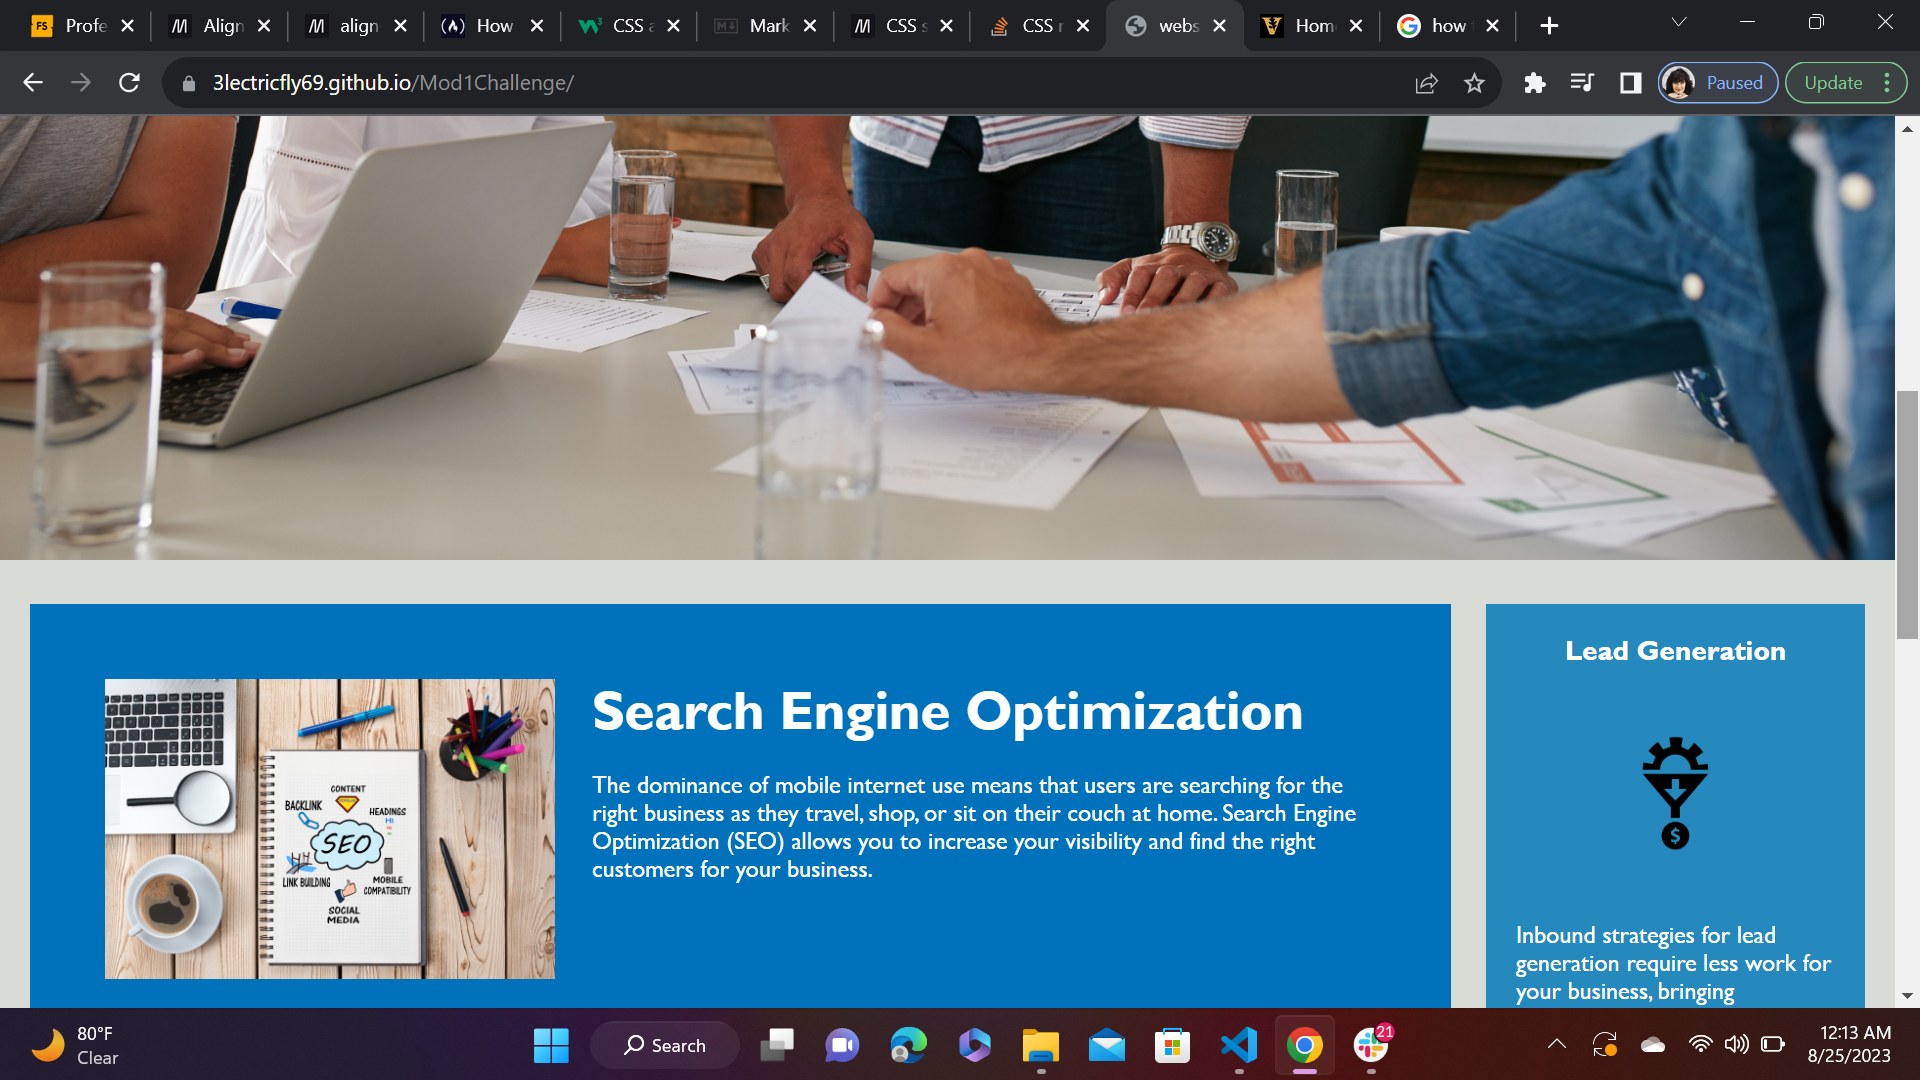 Profe
Align
align
How
CSS a
Mark
CSS s
CSS r
webs
Home
how t
3lectricfly69.github.io/Mod1Challenge/
Paused
Update
Search Engine Optimization
The dominance of mobile internet use means that users are searching for the
right business as they travel, shop, or sit on their couch at home. Search Engine
Optimization (SEO) allows you to increase your visibility and find the right
customers for your business.
CONTENT
BACKLINK
HEADINGS
H1
SEO
LINK BUILDING
MOBILE
COMPATIBILITY
SOCIAL
MEDIA
Lead Generation
$
Inbound strategies for lead
generation require less work for
your business, bringing
80°F
Clear
Search
21
12:13 AM
8/25/2023